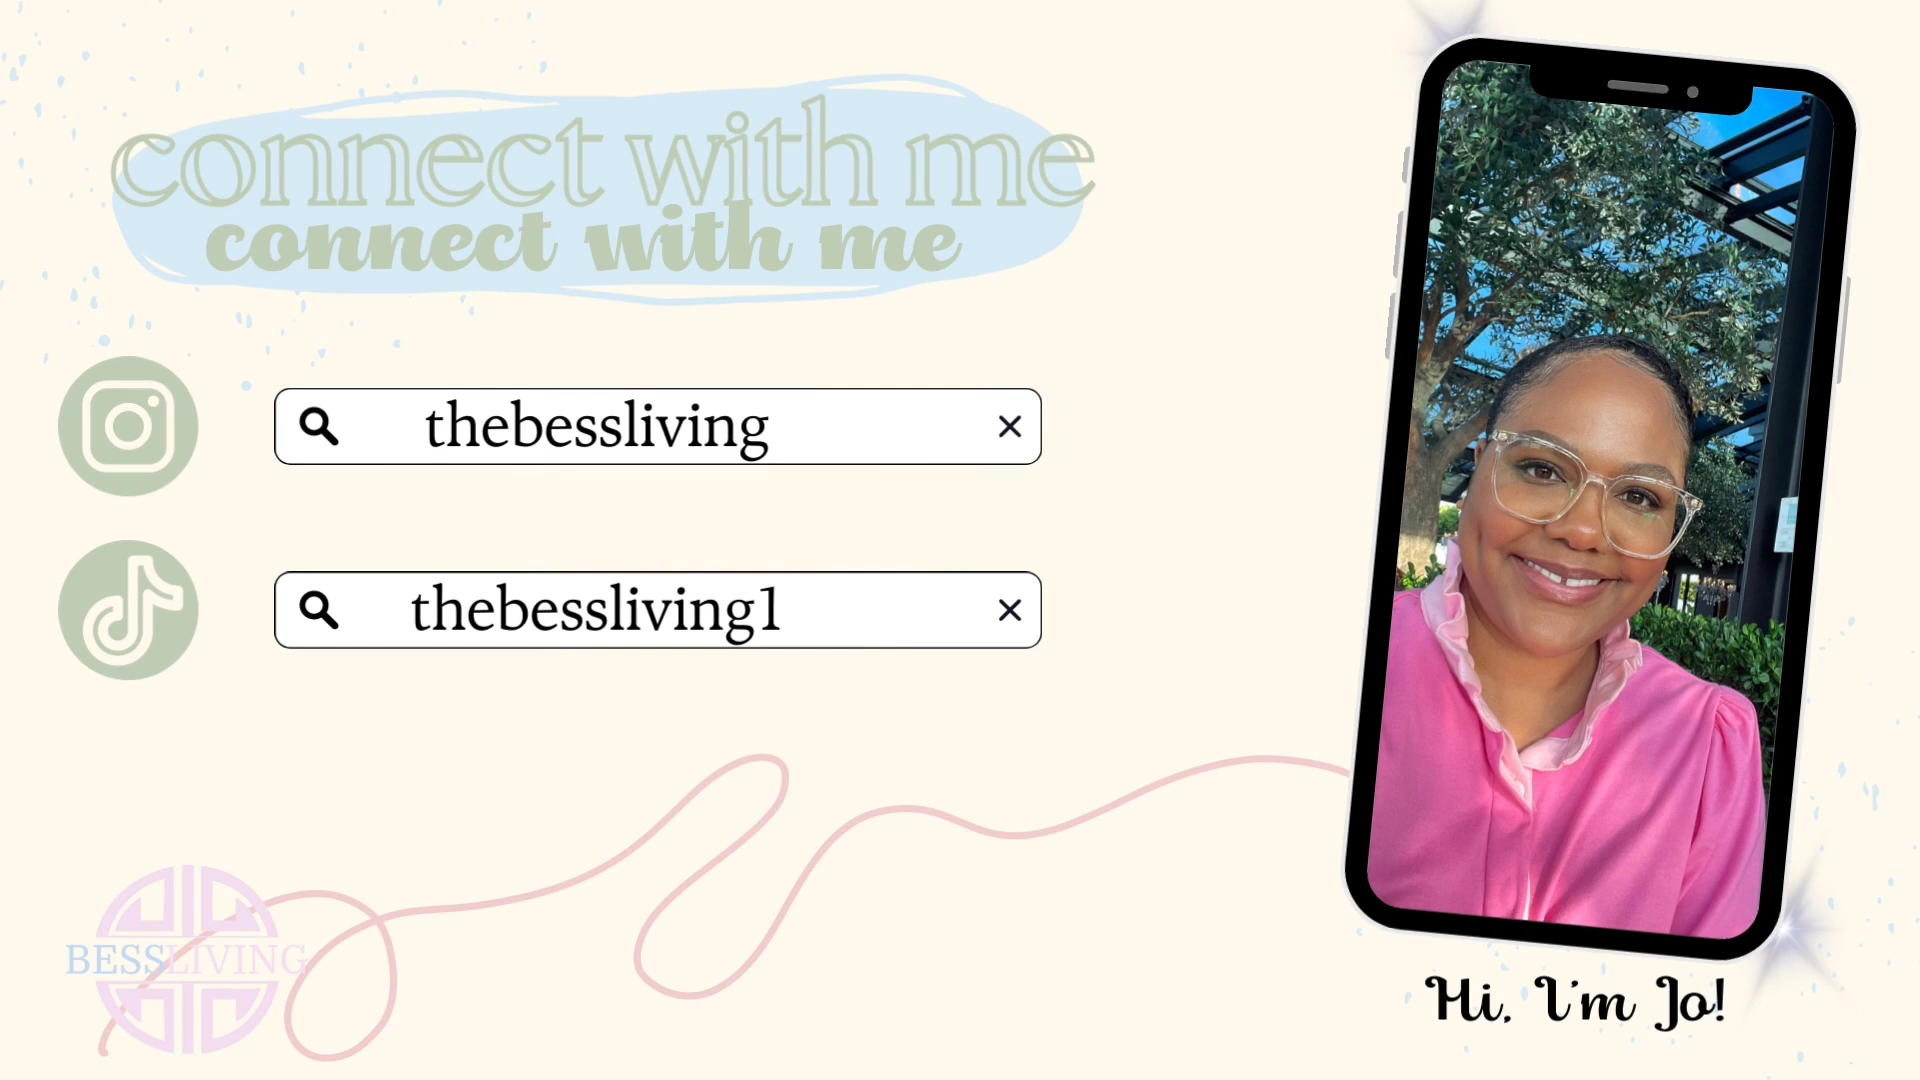 connect with me
connect with me
thebessliving
thebessliving1
BESSLIVING
Hi, I'm Jo!